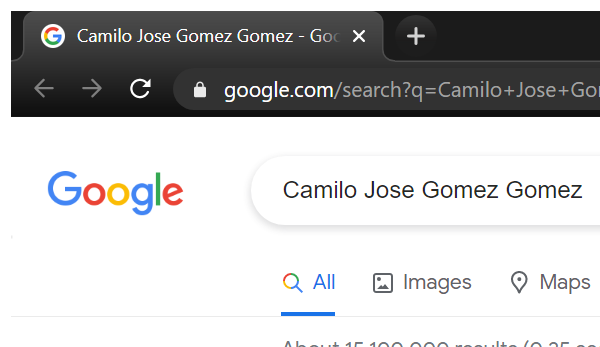 Camilo Jose Gomez Gomez - Goo
google.com/search?q=Camilo+Jose+Go
Google
Camilo Jose Gomez Gomez
All Images Maps
About 15,100,000 results (0.35 se